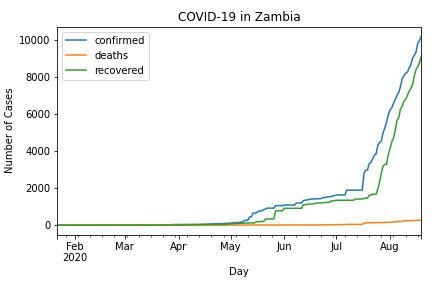 COVID-19 in Zambia
confirmed
deaths
recovered
Number of Cases
10000
8000
6000
4000
2000
0
Feb Mar Apr May Jun Jul Aug
2020
Day